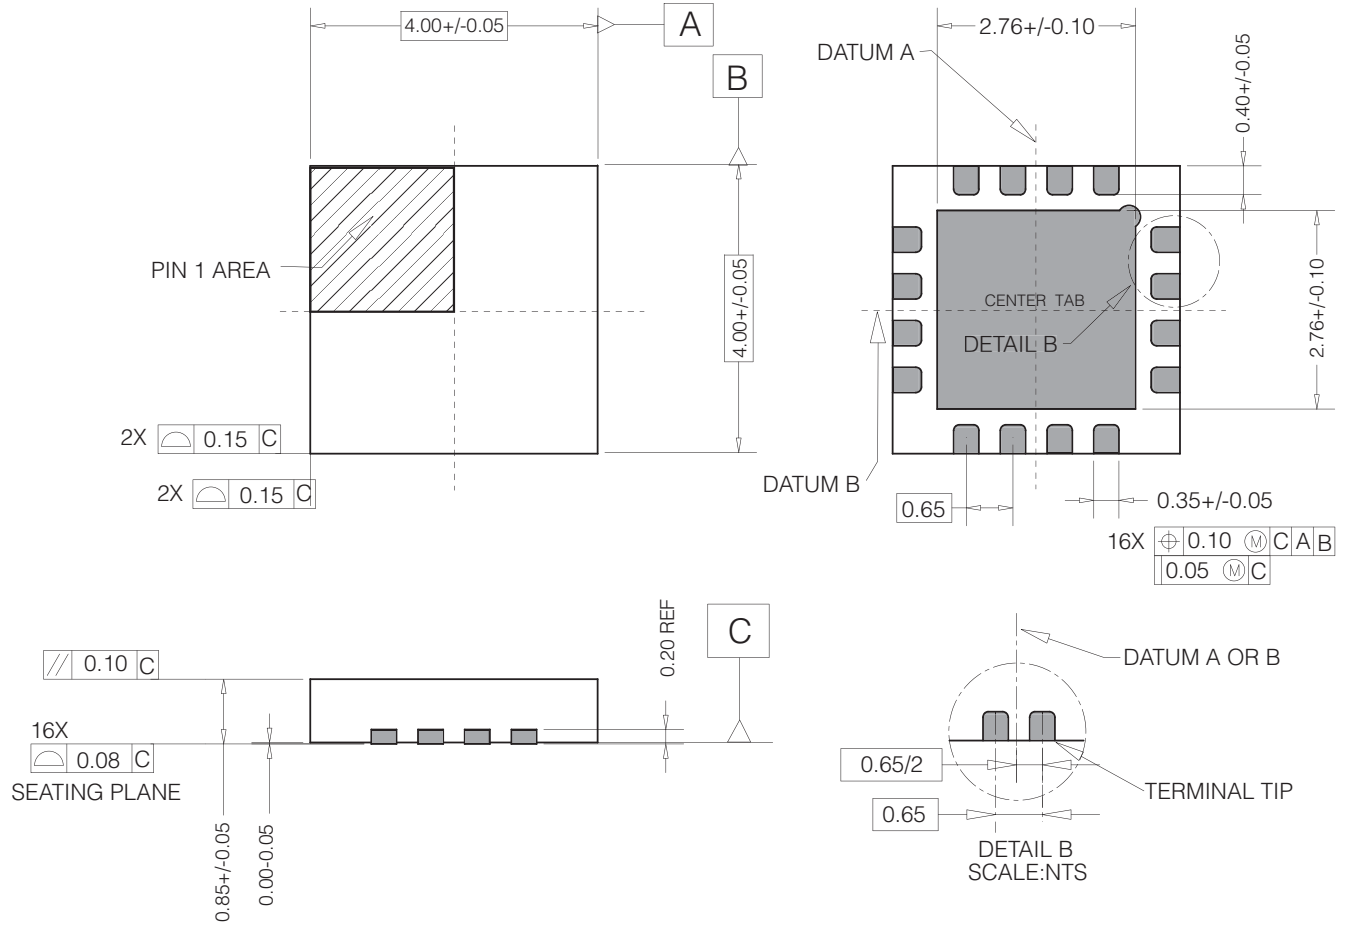 4.00+/-0.05
A
B
4.00+/-0.05
PIN 1 AREA
2X 0.15 C
2X 0.15 C
DATUM A
2.76+/-0.10
0.40+/-0.05
CENTER TAB
DETAIL B
2.76+/-0.10
DATUM B
0.65
0.35+/-0.05
16X 0.10 Ⓜ C A B
0.05 Ⓜ C
// 0.10 C
16X
0.08 C
SEATING PLANE
0.85+/-0.05
0.00-0.05
0.20 REF
C
DATUM A OR B
0.65/2
0.65
TERMINAL TIP
DETAIL B
SCALE:NTS